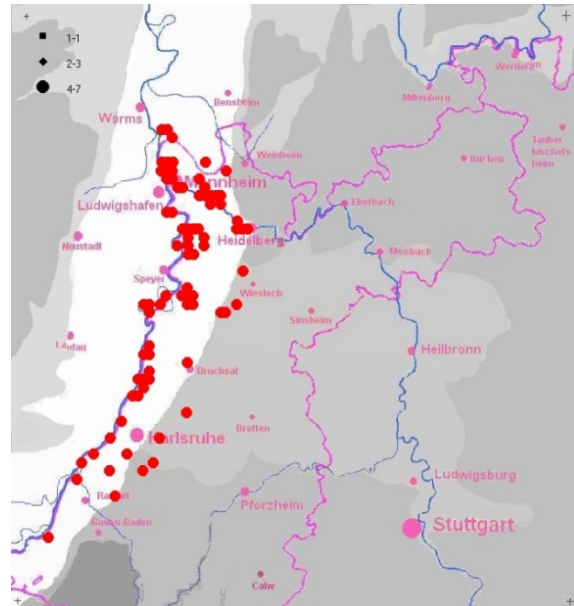 1-1
2-3
4-7
Wertheim
Bensheim
Miltenberg
Worms
Tauber
bischofs-
heim
Weinheim
Buchen
Mannheim
Ludwigshafen
Eberbach
Heidelberg
Neustadt
Mosbach
Speyer
Wiesloch
Sinsheim
Landau
Heilbronn
Bruchsal
Bretten
Karlsruhe
Ludwigsburg
Rastatt
Pforzheim
Stuttgart
Baden Baden
Calw